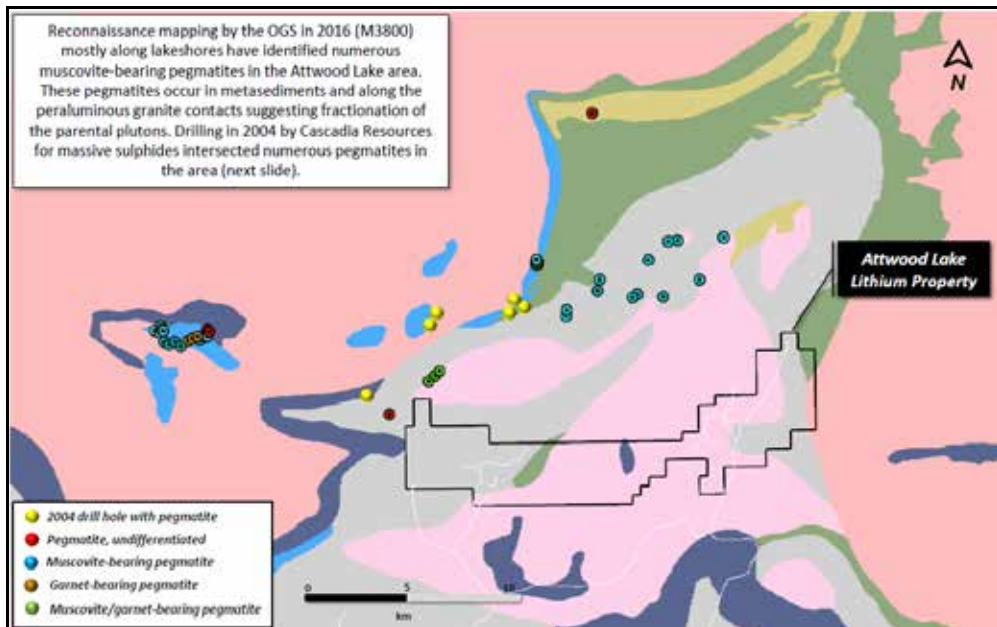 Reconnaissance mapping by the OGS in 2016 (M3800)
mostly along lakeshores have identified numerous
muscovite-bearing pegmatites in the Attwood Lake area.
These pegmatites occur in metasediments and along the
peraluminous granite contacts suggesting fractionation of
the parental plutons. Drilling in 2004 by Cascadia Resources
for massive sulphides intersected numerous pegmatites in
the area (next slide).
N
Attwood Lake
Lithium Property
2004 drill hole with pegmatite
Pegmatite, undifferentiated
Muscovite-bearing pegmatite
Garnet-bearing pegmatite
Muscovite/garnet-bearing pegmatite
0 5 10
km